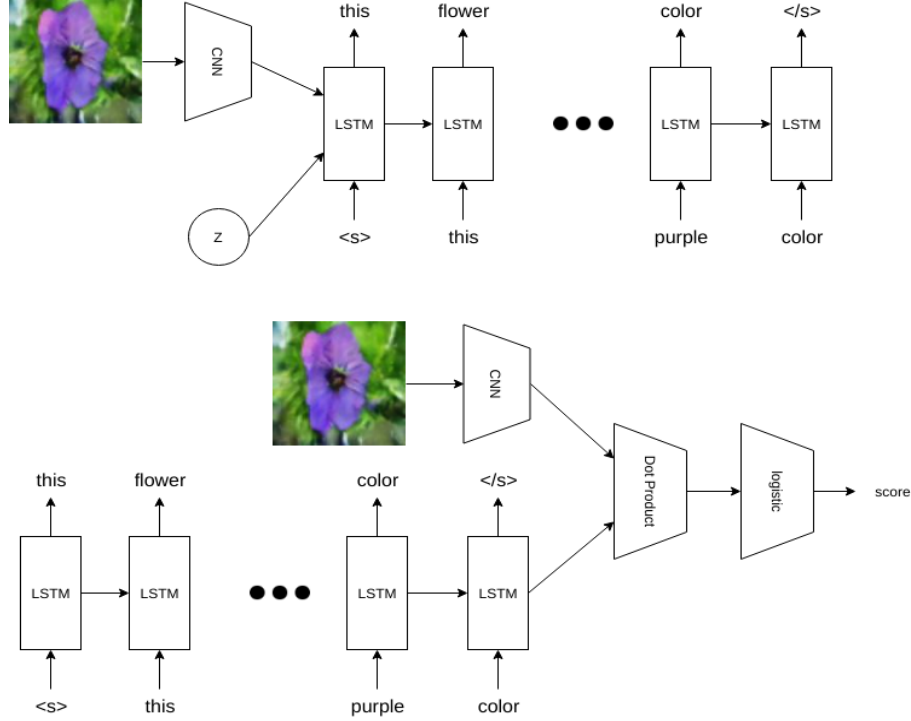 this flower color </s>
CNN
LSTM LSTM LSTM LSTM
Z
<s> this purple color
CNN
Dot Product
logistic
score
this flower color </s>
LSTM LSTM LSTM LSTM
<s> this purple color